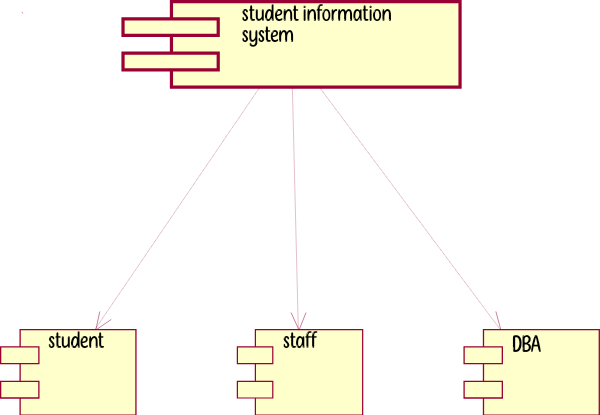 student information
system
student
staff
DBA